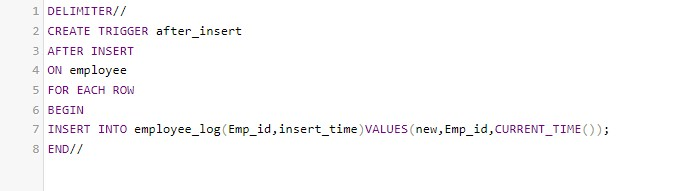 1 DELIMITER//
2 CREATE TRIGGER after_insert
3 AFTER INSERT
4 ON employee
5 FOR EACH ROW
6 BEGIN
7 INSERT INTO employee_log(Emp_id,insert_time)VALUES(new,Emp_id,CURRENT_TIME());
8 END//